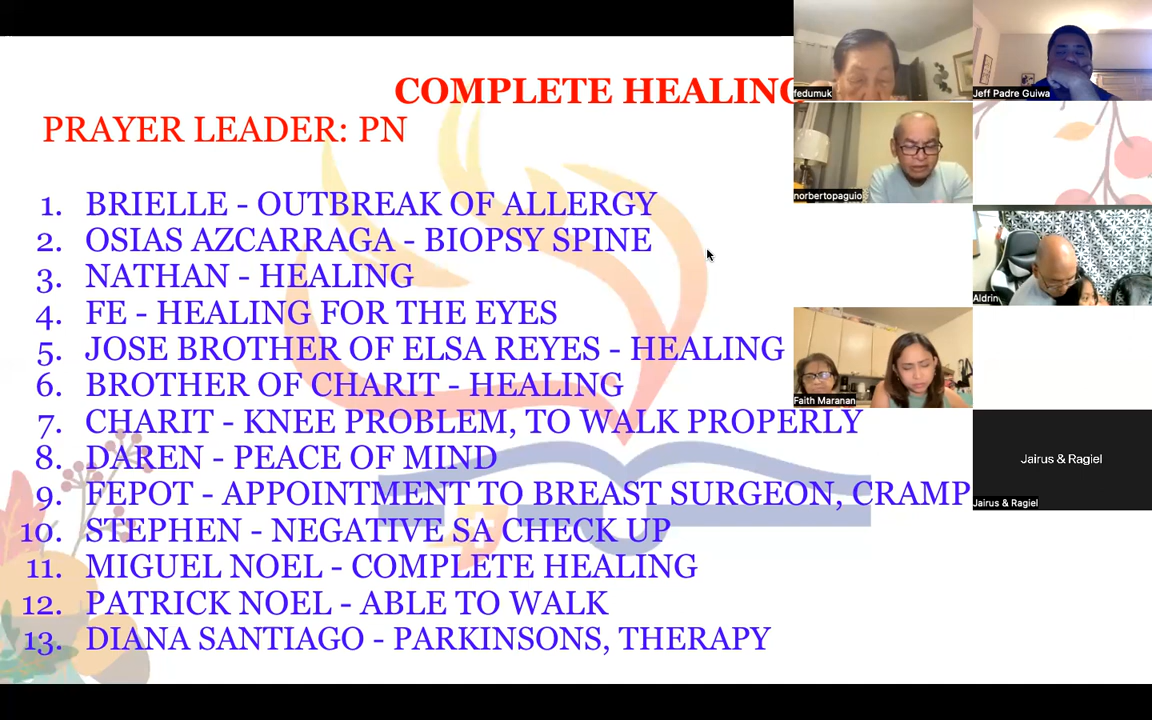 COMPLETE HEALING
PRAYER LEADER: PN
1. BRIELLE - OUTBREAK OF ALLERGY
2. OSIAS AZCARRAGA - BIOPSY SPINE
3. NATHAN - HEALING
4. FE - HEALING FOR THE EYES
5. JOSE BROTHER OF ELSA REYES - HEALING
6. BROTHER OF CHARIT - HEALING
7. CHARIT - KNEE PROBLEM, TO WALK PROPERLY
8. DAREN - PEACE OF MIND
9. FEPOT - APPOINTMENT TO BREAST SURGEON, CRAMP
10. STEPHEN - NEGATIVE SA CHECK UP
11. MIGUEL NOEL - COMPLETE HEALING
12. PATRICK NOEL - ABLE TO WALK
13. DIANA SANTIAGO - PARKINSONS, THERAPY
fedumuk
Jeff Padre Guiwa
norbertopaguio
Aldrin
Faith Maranan
Jairus & Ragiel
Jairus & Ragiel